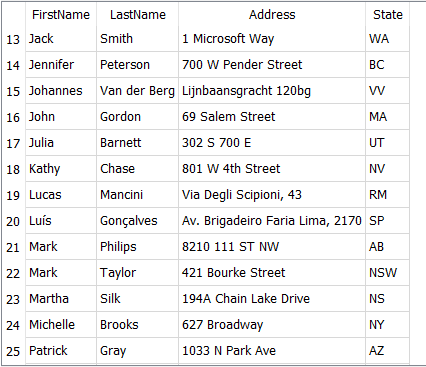 FirstName LastName Address State
13 Jack Smith 1 Microsoft Way WA
14 Jennifer Peterson 700 W Pender Street BC
15 Johannes Van der Berg Lijnbaansgracht 120bg VV
16 John Gordon 69 Salem Street MA
17 Julia Barnett 302 S 700 E UT
18 Kathy Chase 801 W 4th Street NV
19 Lucas Mancini Via Degli Scipioni, 43 RM
20 Luís Gonçalves Av. Brigadeiro Faria Lima, 2170 SP
21 Mark Philips 8210 111 ST NW AB
22 Mark Taylor 421 Bourke Street NSW
23 Martha Silk 194A Chain Lake Drive NS
24 Michelle Brooks 627 Broadway NY
25 Patrick Gray 1033 N Park Ave AZ